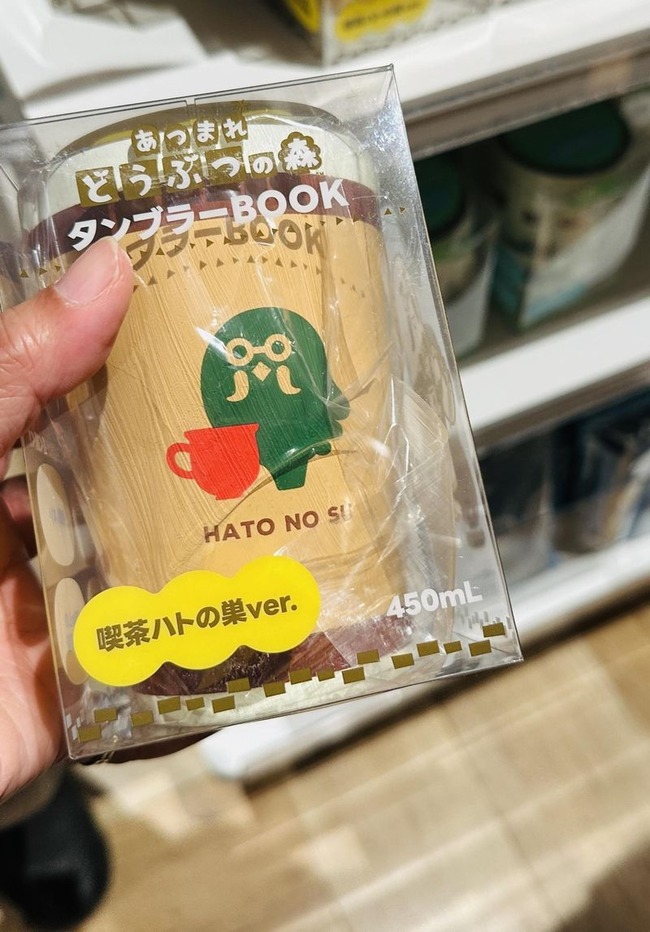 あつまれ
どうぶつの森
タンブラーBOOK
HATO NO SU
喫茶ハトの巣ver.
450mL